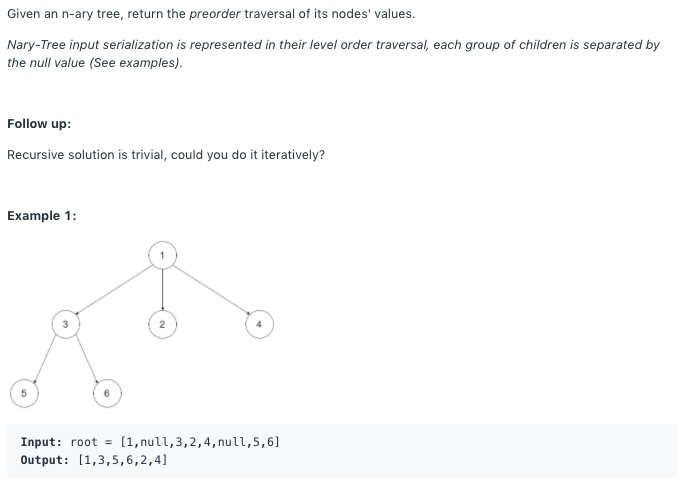 Given an n-ary tree, return the preorder traversal of its nodes' values.
Nary-Tree input serialization is represented in their level order traversal, each group of children is separated by
the null value (See examples).
Follow up:
Recursive solution is trivial, could you do it iteratively?
Example 1:
1
3 2 4
5 6
Input: root = [1,null,3,2,4,null,5,6]
Output: [1,3,5,6,2,4]